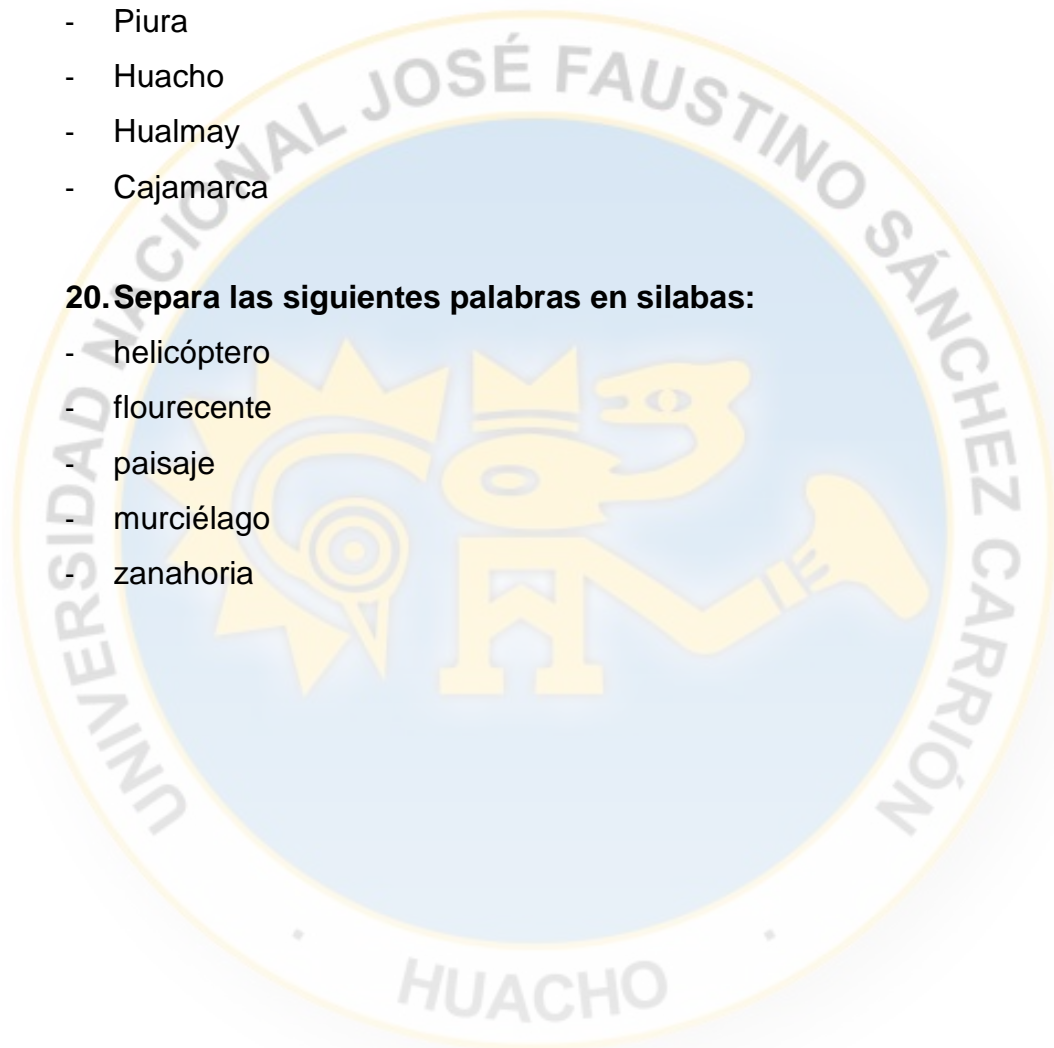 - Piura
- Huacho
- Hualmay
- Cajamarca
20. Separa las siguientes palabras en silabas:
- helicóptero
- flourecente
- paisaje
- murciélago
- zanahoria
UNIVERSIDAD NACIONAL JOSÉ FAUSTINO SÁNCHEZ CARRIÓN
HUACHO